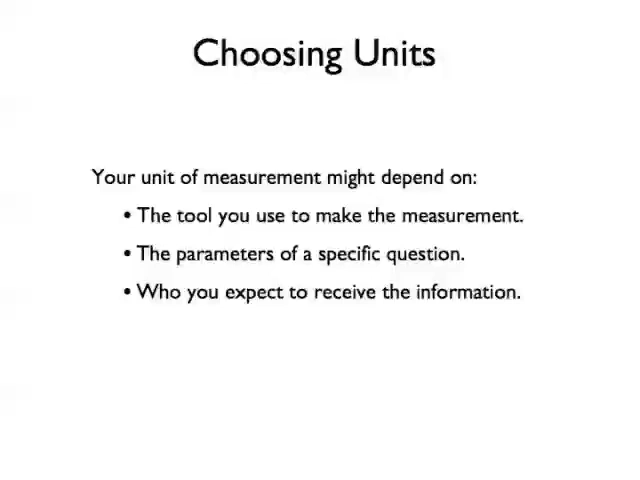 Choosing Units
Your unit of measurement might depend on:
• The tool you use to make the measurement.
• The parameters of a specific question.
• Who you expect to receive the information.